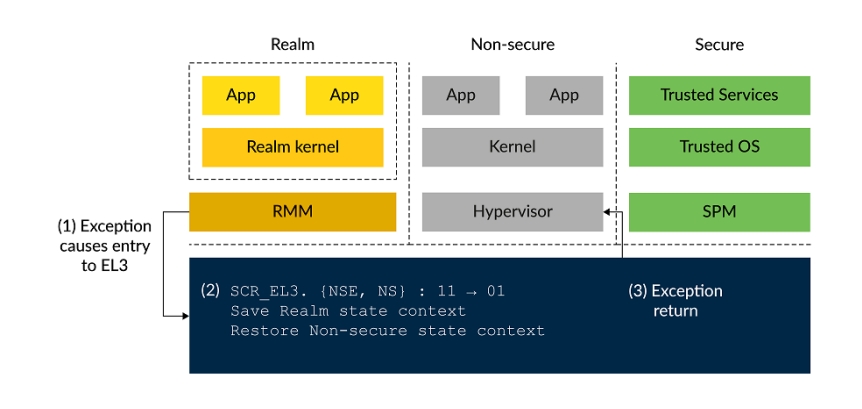 Realm
Non-secure
Secure
App
App
App
App
Trusted Services
Realm kernel
Kernel
Trusted OS
RMM
Hypervisor
SPM
(1) Exception
causes entry
to EL3
(2) SCR_EL3. {NSE, NS} : 11 → 01
Save Realm state context
Restore Non-secure state context
(3) Exception
return